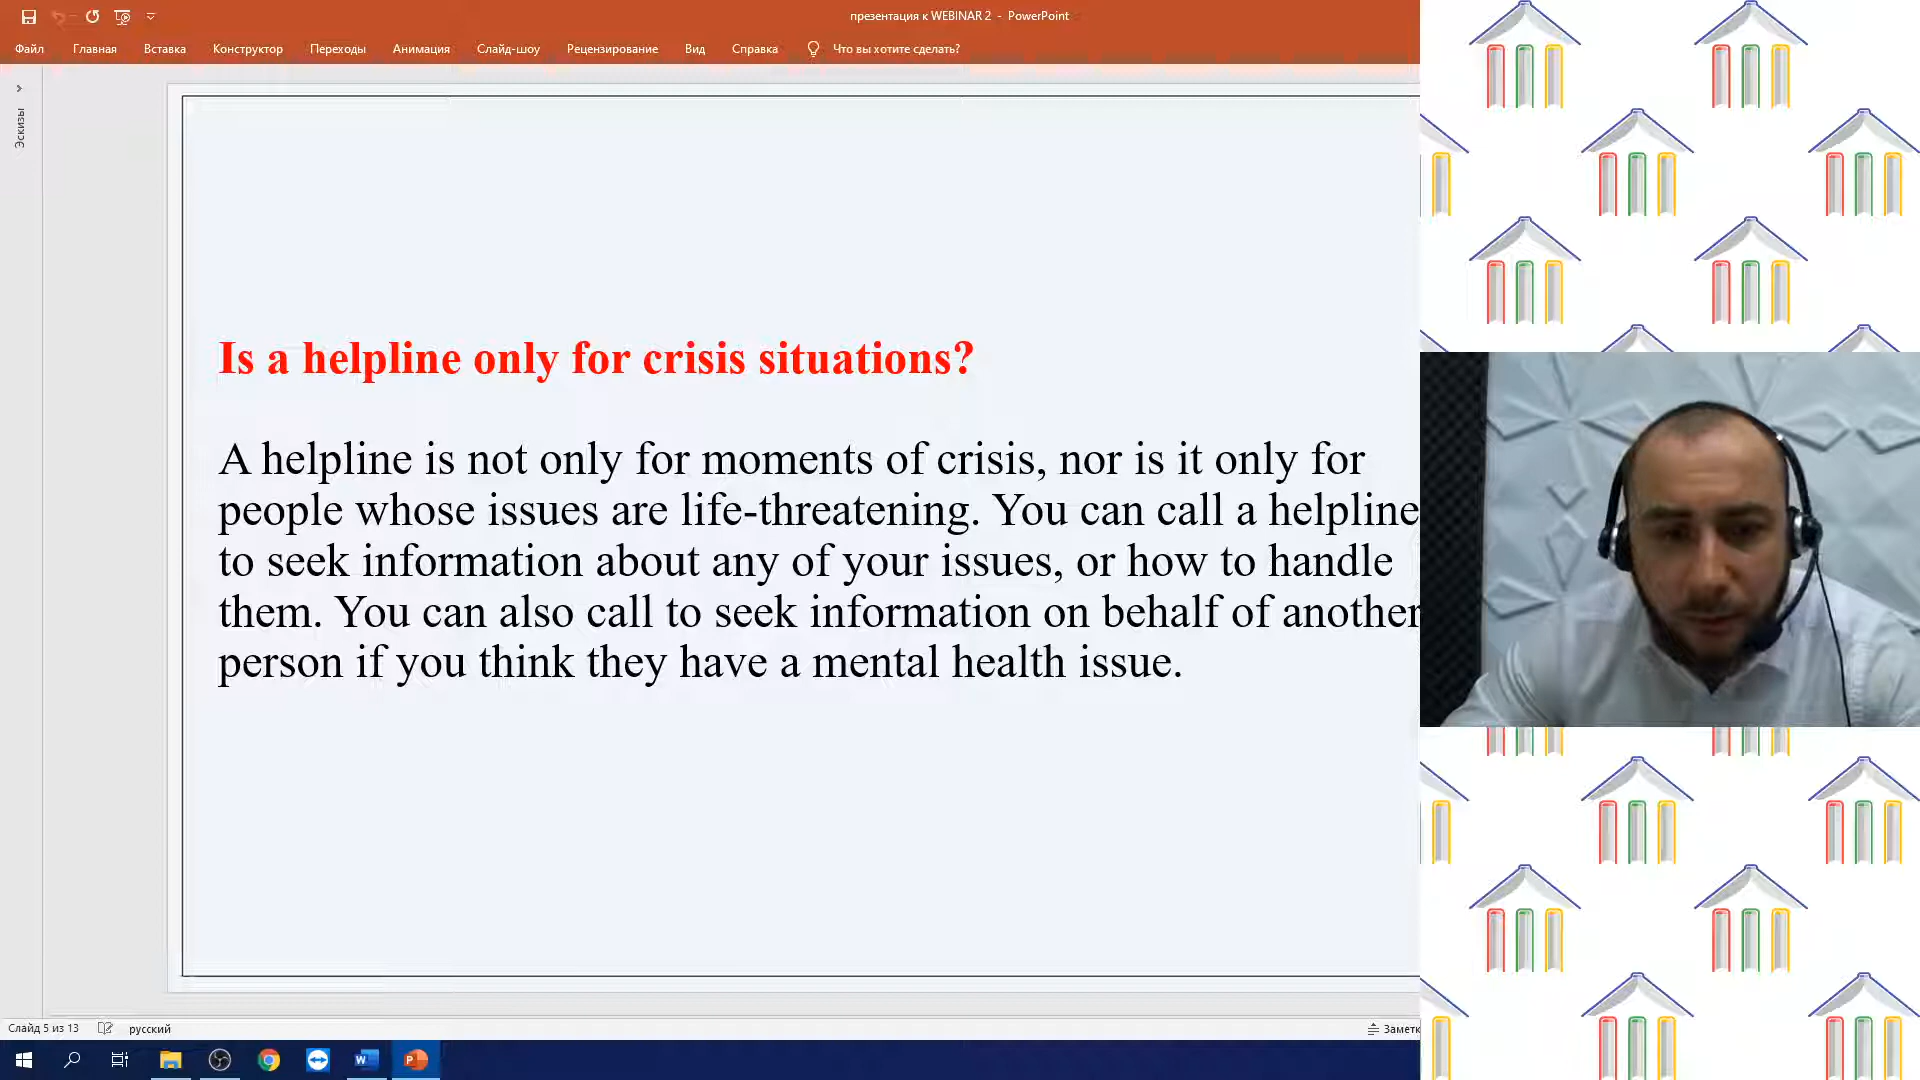 презентация к WEBINAR 2 - PowerPoint
Файл Главная Вставка Конструктор Переходы Анимация Слайд-шоу Рецензирование Вид Справка Что вы хотите сделать?
Эскизы
Is a helpline only for crisis situations?
A helpline is not only for moments of crisis, nor is it only for
people whose issues are life-threatening. You can call a helpline
to seek information about any of your issues, or how to handle
them. You can also call to seek information on behalf of another
person if you think they have a mental health issue.
Слайд 5 из 13 русский Заметк